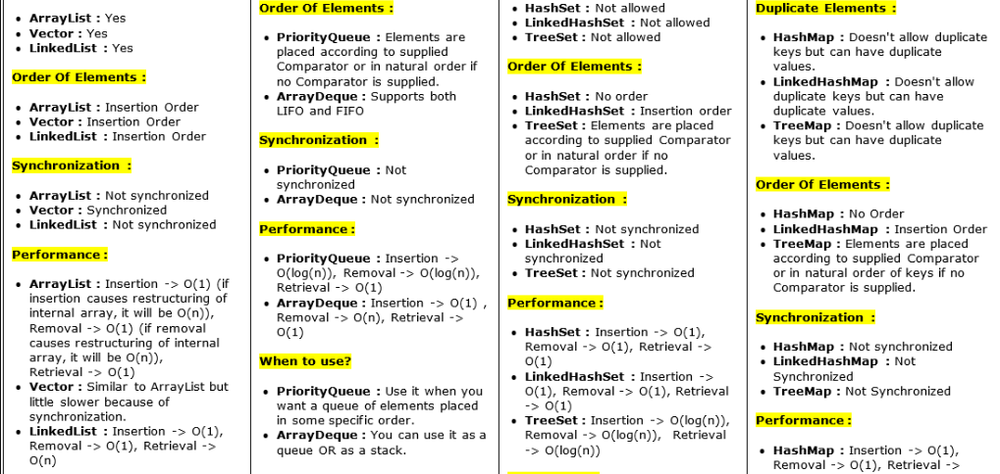 • ArrayList : Yes
• Vector : Yes
• LinkedList : Yes
Order Of Elements :
• ArrayList : Insertion Order
• Vector : Insertion Order
• LinkedList : Insertion Order
Synchronization :
• ArrayList : Not synchronized
• Vector : Synchronized
• LinkedList : Not synchronized
Performance :
• ArrayList : Insertion -> O(1) (if
insertion causes restructuring of
internal array, it will be O(n)),
Removal -> O(1) (if removal
causes restructuring of internal
array, it will be O(n)),
Retrieval -> O(1)
• Vector : Similar to ArrayList but
little slower because of
synchronization.
• LinkedList : Insertion -> O(1),
Removal -> O(1), Retrieval ->
O(n)
Order Of Elements :
• PriorityQueue : Elements are
placed according to supplied
Comparator or in natural order if
no Comparator is supplied.
• ArrayDeque : Supports both
LIFO and FIFO
Synchronization :
• PriorityQueue : Not
synchronized
• ArrayDeque : Not synchronized
Performance :
• PriorityQueue : Insertion ->
O(log(n)), Removal -> O(log(n)),
Retrieval -> O(1)
• ArrayDeque : Insertion -> O(1) ,
Removal -> O(n), Retrieval ->
O(1)
When to use?
• PriorityQueue : Use it when you
want a queue of elements placed
in some specific order.
• ArrayDeque : You can use it as a
queue OR as a stack.
• HashSet : Not allowed
• LinkedHashSet : Not allowed
• TreeSet : Not allowed
Order Of Elements :
• HashSet : No order
• LinkedHashSet : Insertion order
• TreeSet : Elements are placed
according to supplied Comparator
or in natural order if no
Comparator is supplied.
Synchronization :
• HashSet : Not synchronized
• LinkedHashSet : Not
synchronized
• TreeSet : Not synchronized
Performance :
• HashSet : Insertion -> O(1),
Removal -> O(1), Retrieval ->
O(1)
• LinkedHashSet : Insertion ->
O(1), Removal -> O(1), Retrieval
-> O(1)
• TreeSet : Insertion -> O(log(n)),
Removal -> O(log(n)), Retrieval
-> O(log(n))
Duplicate Elements :
• HashMap : Doesn't allow duplicate
keys but can have duplicate
values.
• LinkedHashMap : Doesn't allow
duplicate keys but can have
duplicate values.
• TreeMap : Doesn't allow duplicate
keys but can have duplicate
values.
Order Of Elements :
• HashMap : No Order
• LinkedHashMap : Insertion Order
• TreeMap : Elements are placed
according to supplied Comparator
or in natural order of keys if no
Comparator is supplied.
Synchronization :
• HashMap : Not synchronized
• LinkedHashMap : Not
Synchronized
• TreeMap : Not Synchronized
Performance :
• HashMap : Insertion -> O(1),
Removal -> O(1), Retrieval ->